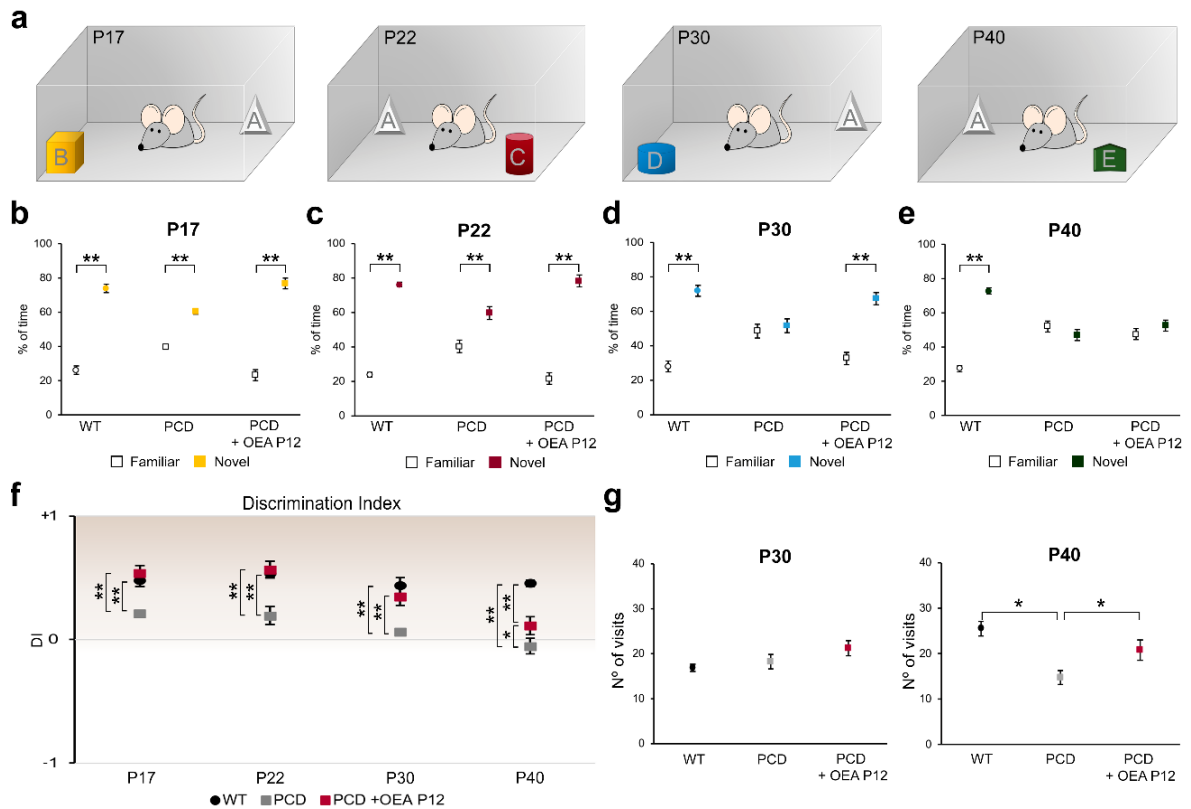 a
P17
P22
P30
P40
B
A
A
C
D
A
A
E
b
P17
c
P22
d
P30
e
P40
% of time
100
80
60
40
20
0
**
**
**
WT
PCD
PCD
+ OEA P12
Familiar
Novel
% of time
100
80
60
40
20
0
**
**
**
WT
PCD
PCD
+ OEA P12
Familiar
Novel
% of time
100
80
60
40
20
0
**
**
WT
PCD
PCD
+ OEA P12
Familiar
Novel
% of time
100
80
60
40
20
0
**
WT
PCD
PCD
+ OEA P12
Familiar
Novel
f
Discrimination Index
+1
DI
0
-1
**
**
**
**
**
**
**
**
*
P17
P22
P30
P40
WT
PCD
PCD +OEA P12
g
P30
Nº of visits
40
30
20
10
0
WT
PCD
PCD
+ OEA P12
P40
Nº of visits
40
30
20
10
0
*
*
WT
PCD
PCD
+ OEA P12